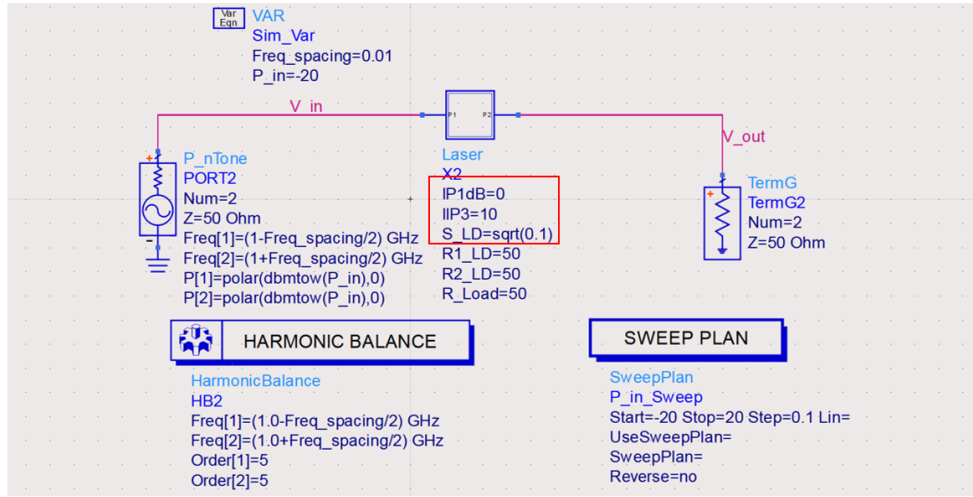 Var
Eqn
VAR
Sim_Var
Freq_spacing=0.01
P_in=-20
V_in
P1 P2
V_out
P_nTone
PORT2
Num=2
Z=50 Ohm
Freq[1]=(1-Freq_spacing/2) GHz
Freq[2]=(1+Freq_spacing/2) GHz
P[1]=polar(dbmtow(P_in),0)
P[2]=polar(dbmtow(P_in),0)
Laser
X2
IP1dB=0
IIP3=10
S_LD=sqrt(0.1)
R1_LD=50
R2_LD=50
R_Load=50
TermG
TermG2
Num=2
Z=50 Ohm
HARMONIC BALANCE
HarmonicBalance
HB2
Freq[1]=(1.0-Freq_spacing/2) GHz
Freq[2]=(1.0+Freq_spacing/2) GHz
Order[1]=5
Order[2]=5
SWEEP PLAN
SweepPlan
P_in_Sweep
Start=-20 Stop=20 Step=0.1 Lin=
UseSweepPlan=
SweepPlan=
Reverse=no